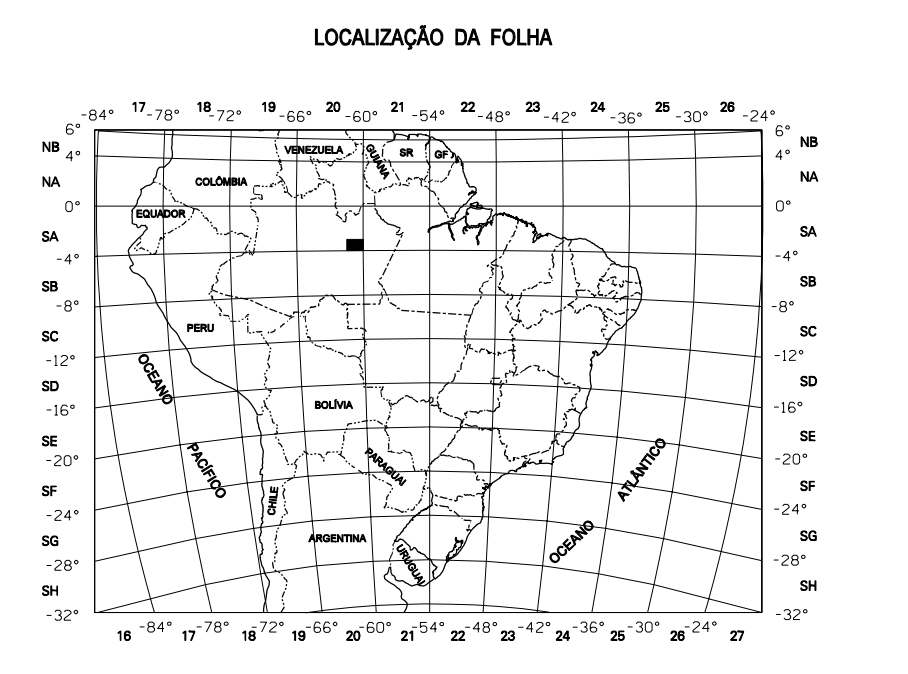 LOCALIZAÇÃO DA FOLHA
17 18 19 20 21 22 23 24 25 26
-84° -78° -72° -66° -60° -54° -48° -42° -36° -30° -24°
6° 6°
NB VENEZUELA GUIANA SR GF NB
4° 4°
NA COLÔMBIA NA
0° EQUADOR 0°
SA SA
-4° -4°
SB SB
-8° -8°
SC PERU SC
-12° -12°
SD OCEANO SD
-16° BOLÍVIA -16°
SE SE
-20° PACÍFICO PARAGUAI ATLÂNTICO -20°
SF CHILE SF
-24° -24°
SG ARGENTINA OCEANO SG
-28° URUGUAI -28°
SH SH
-32° -32°
-84° -78° -72° -66° -60° -54° -48° -42° -36° -30° -24°
16 17 18 19 20 21 22 23 24 25 26 27